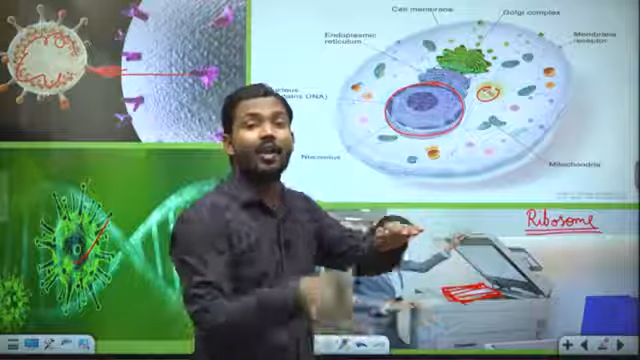 Cell membrane
Golgi complex
Endoplasmic
reticulum
Membrane
receptor
(DNA)
Nucleolus
Mitochondria
Ribosome